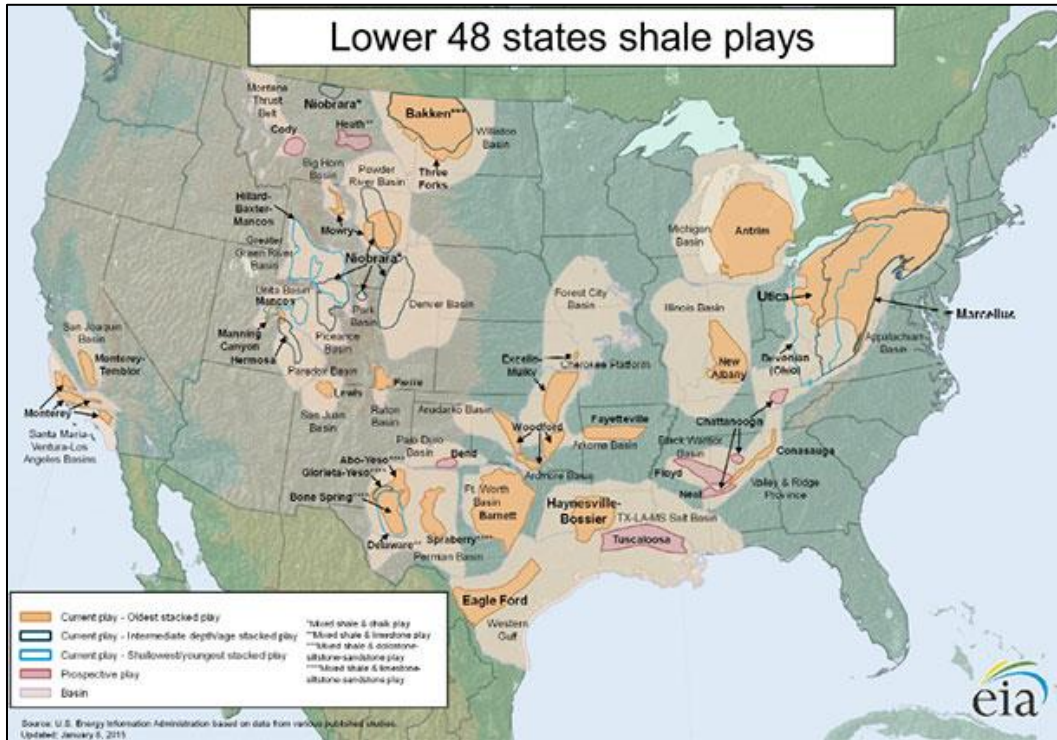 Lower 48 states shale plays
Montana
Thrust
Belt
Niobrara*
Bakken***
Cody
Heath**
Williston
Basin
Big Horn
Basin
Powder
River Basin
Three
Forks
Hillard-
Baxter-
Mancos
Mowry
Greater
Green River
Basin
Niobrara*
Michigan
Basin
Antrim
Uinta Basin
Mancos
Park
Basin
Denver Basin
Forest City
Basin
Illinois Basin
Utica
Marcellus
San Joaquin
Basin
Manning
Canyon
Hermosa
Piceance
Basin
Devonian
(Ohio)
Appalachian
Basin
Monterey-
Temblor
Paradox Basin
Excello-
Mulky
Cherokee Platform
New
Albany
Pierre
Lewis
Monterey
San Juan
Basin
Raton
Basin
Anadarko Basin
Woodford
Fayetteville
Chattanooga
Santa Maria-
Ventura-Los
Angeles Basins
Palo Duro
Basin
Arkoma Basin
Black Warrior
Basin
Conasauga
Abo-Yeso****
Bend
Glorieta-Yeso****
Ardmore Basin
Floyd
Valley & Ridge
Province
Bone Spring****
Ft. Worth
Basin
Barnett
Haynesville-
Bossier
Neal
TX-LA-MS Salt Basin
Delaware**
Spraberry****
Permian Basin
Tuscaloosa
Eagle Ford
Western
Gulf
Current play - Oldest stacked play
Current play - Intermediate depth/age stacked play
Current play - Shallowest/youngest stacked play
Prospective play
Basin
*Mixed shale & chalk play
**Mixed shale & limestone play
***Mixed shale & dolostone-
siltstone-sandstone play
****Mixed shale & limestone-
siltstone-sandstone play
Source: U.S. Energy Information Administration based on data from various published studies.
Updated: January 6, 2015
eia